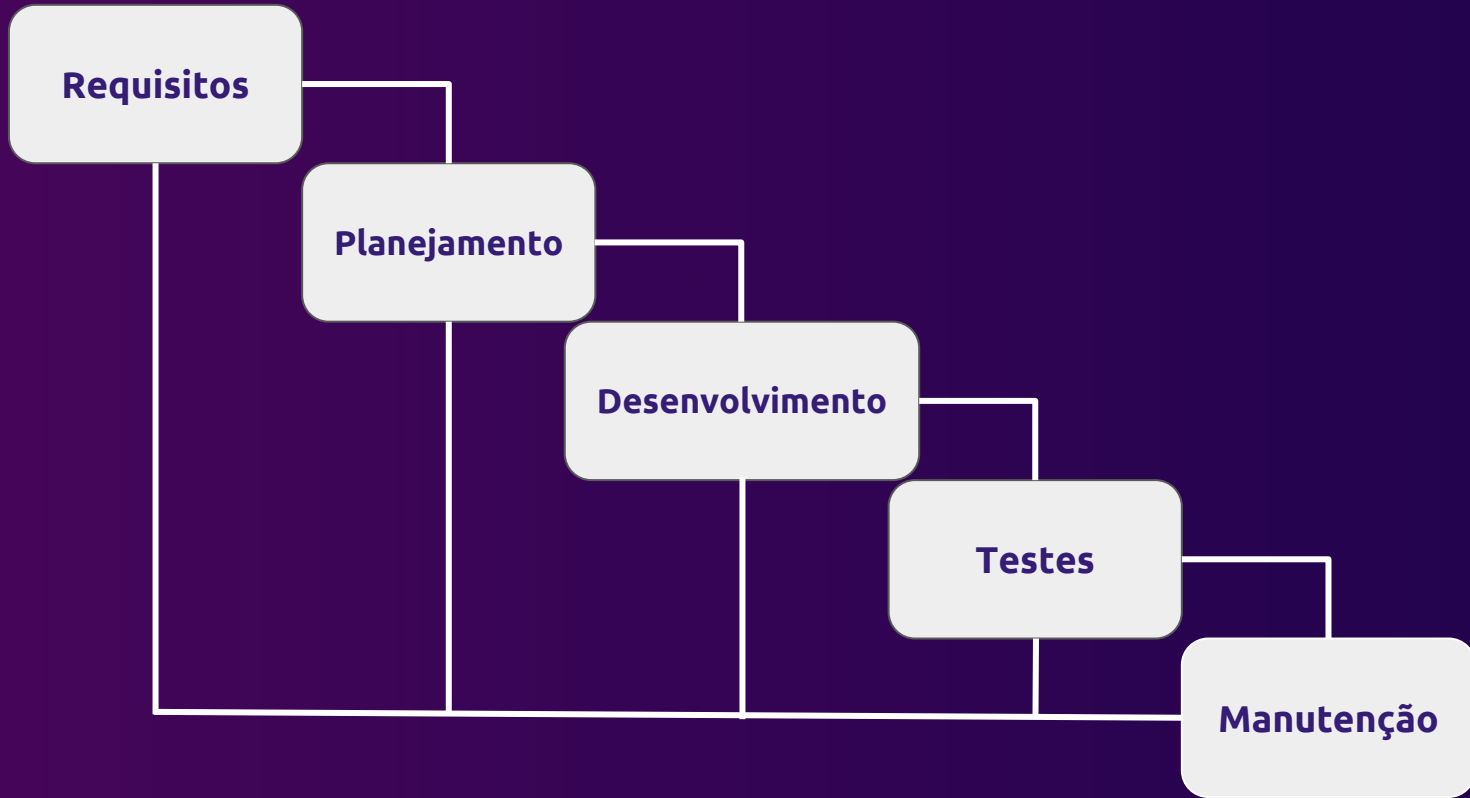 Requisitos
Planejamento
Desenvolvimento
Testes
Manutenção